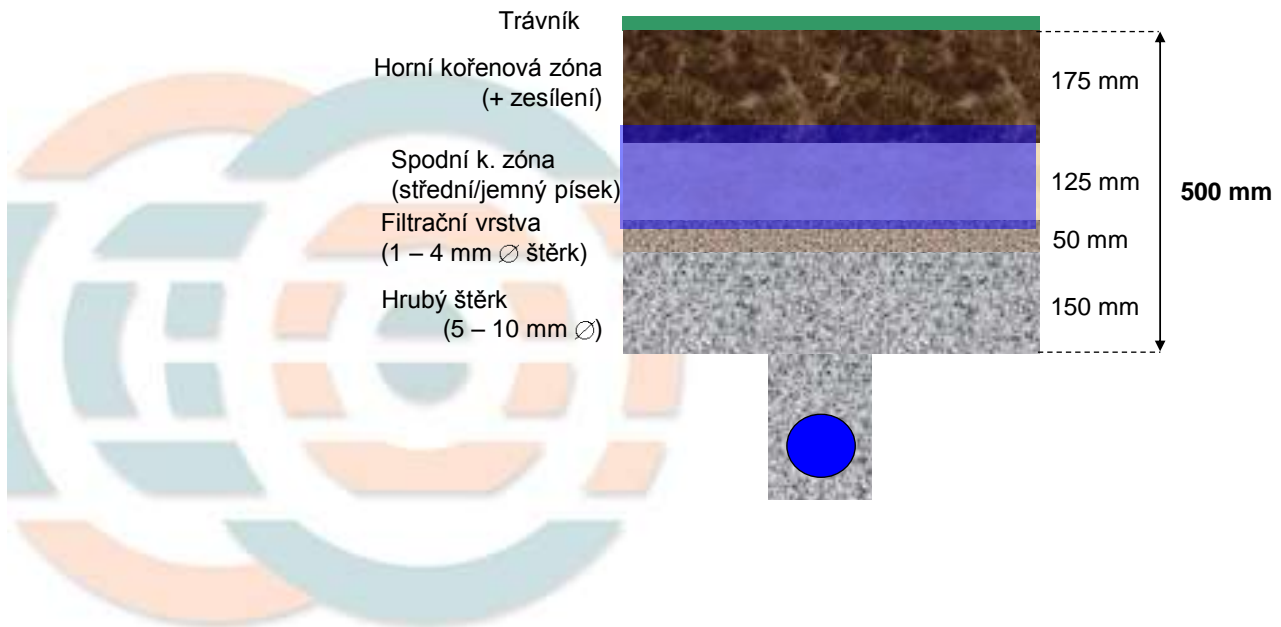 Trávník
Horní kořenová zóna
(+ zesílení)
175 mm
Spodní k. zóna
(střední/jemný písek)
125 mm
500 mm
Filtrační vrstva
(1 – 4 mm ∅ štěrk)
50 mm
Hrubý štěrk
(5 – 10 mm ∅)
150 mm